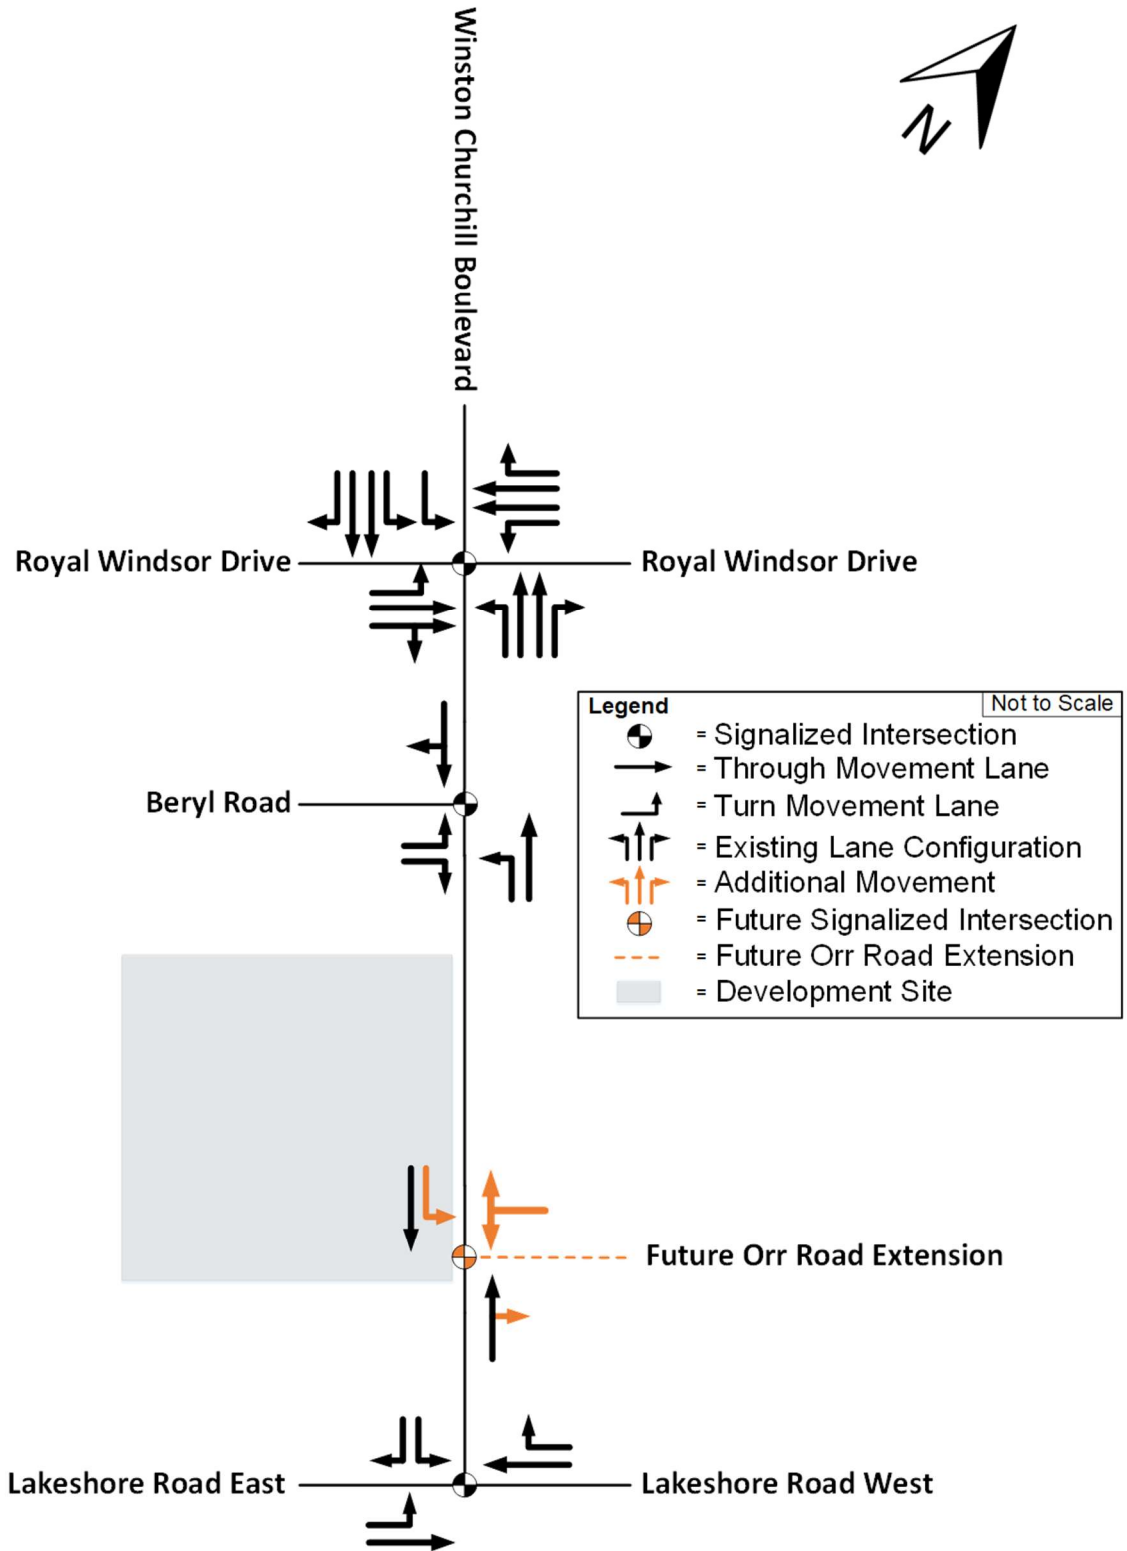 Winston Churchill Boulevard
N
Royal Windsor Drive
Royal Windsor Drive
Legend
Not to Scale
= Signalized Intersection
= Through Movement Lane
= Turn Movement Lane
= Existing Lane Configuration
= Additional Movement
= Future Signalized Intersection
= Future Orr Road Extension
= Development Site
Beryl Road
Future Orr Road Extension
Lakeshore Road East
Lakeshore Road West